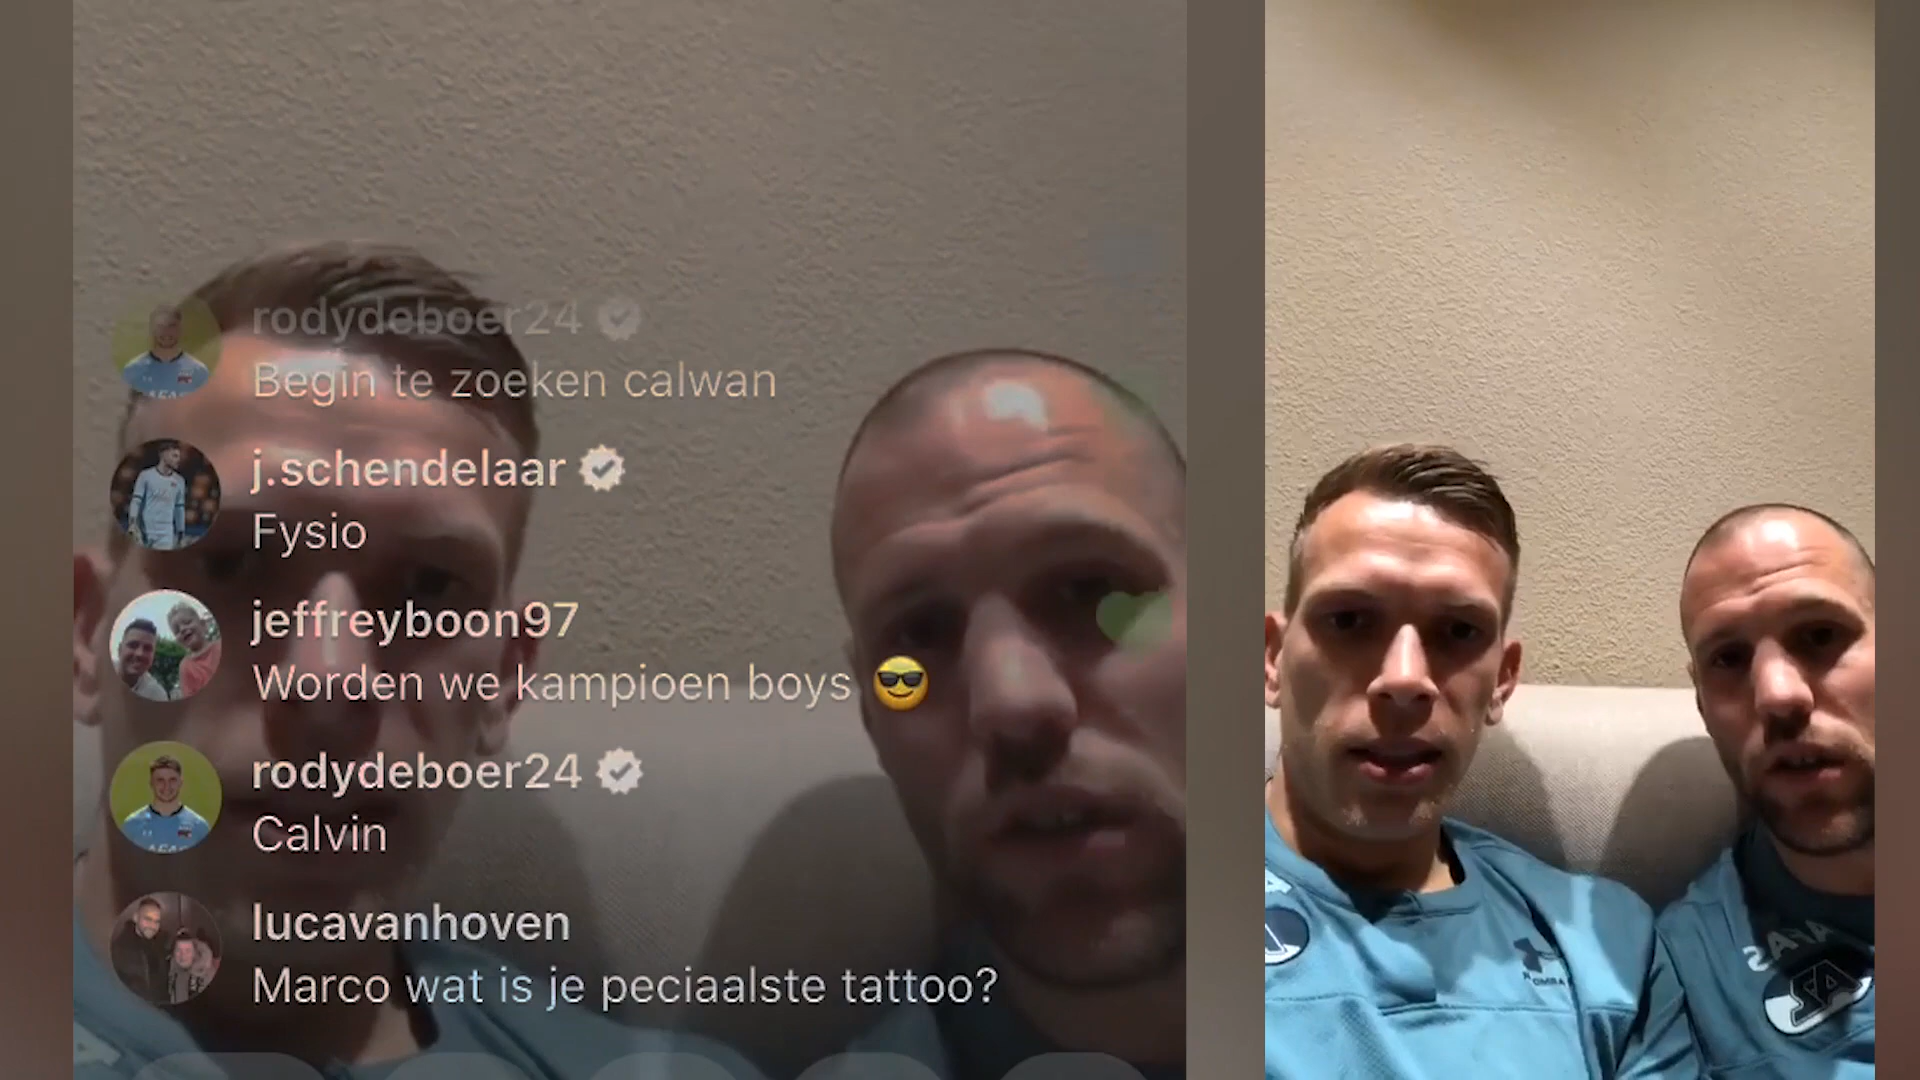 rodydeboer24
Begin te zoeken calwan
j.schendelaar
Fysio
jeffreyboon97
Worden we kampioen boys 😎
rodydeboer24
Calvin
lucavanhoven
Marco wat is je peciaalste tattoo?